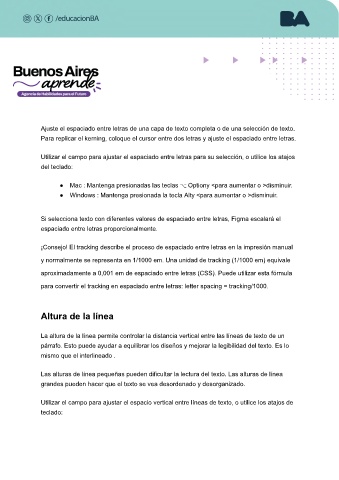 /educacionBA
BA
Buenos Aires
aprende
Agencia de Habilidades para el Futuro
Ajuste el espaciado entre letras de una capa de texto completa o de una selección de texto.
Para replicar el kerning, coloque el cursor entre dos letras y ajuste el espaciado entre letras.
Utilizar el campo para ajustar el espaciado entre letras para su selección, o utilice los atajos
del teclado:
● Mac : Mantenga presionadas las teclas ⌥ Optiony <para aumentar o >disminuir.
● Windows : Mantenga presionada la tecla Alty <para aumentar o >disminuir.
Si selecciona texto con diferentes valores de espaciado entre letras, Figma escalará el
espaciado entre letras proporcionalmente.
¡Consejo! El tracking describe el proceso de espaciado entre letras en la impresión manual
y normalmente se representa en 1/1000 em. Una unidad de tracking (1/1000 em) equivale
aproximadamente a 0,001 em de espaciado entre letras (CSS). Puede utilizar esta fórmula
para convertir el tracking en espaciado entre letras: letter spacing = tracking/1000.
Altura de la línea
La altura de la línea permite controlar la distancia vertical entre las líneas de texto de un
párrafo. Esto puede ayudar a equilibrar los diseños y mejorar la legibilidad del texto. Es lo
mismo que el interlineado .
Las alturas de línea pequeñas pueden dificultar la lectura del texto. Las alturas de línea
grandes pueden hacer que el texto se vea desordenado y desorganizado.
Utilizar el campo para ajustar el espacio vertical entre líneas de texto, o utilice los atajos de
teclado: